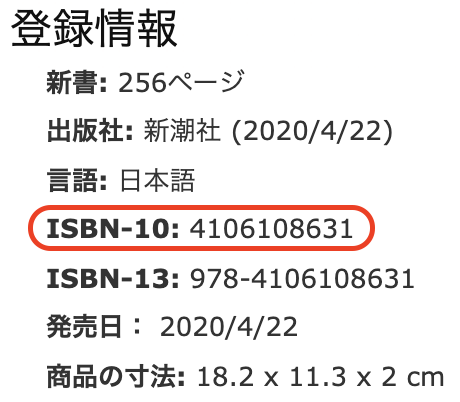 登録情報
新書: 256ページ
出版社: 新潮社 (2020/4/22)
言語: 日本語
ISBN-10: 4106108631
ISBN-13: 978-4106108631
発売日： 2020/4/22
商品の寸法: 18.2 x 11.3 x 2 cm